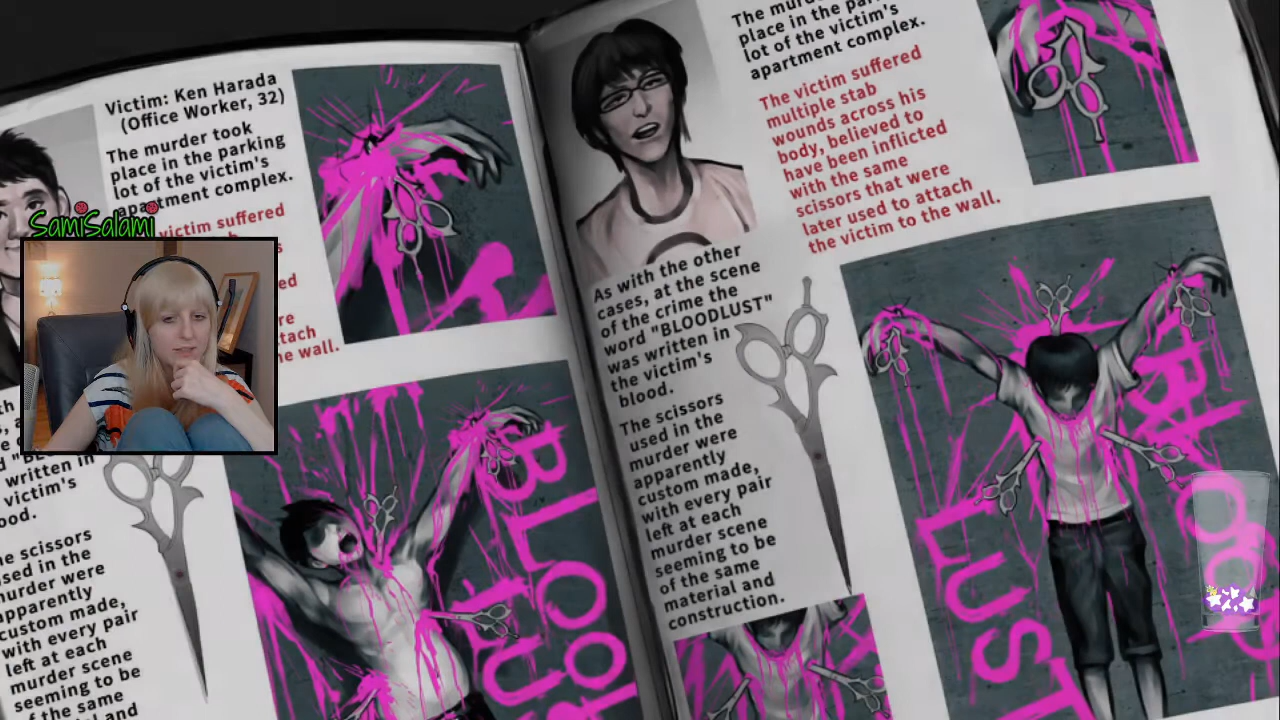 Victim: Ken Harada
(Office Worker, 32)
The murder took
place in the parking
lot of the victim's
apartment complex.
victim suffered
attach
he wall.
SamiSalami
written in
victim's
scissors
used in the
murder were
apparently
custom made,
with every pair
left at each
murder scene
seeming to be
of the same
and
BLOOD
As with the other
cases, at the scene
of the crime the
word "BLOODLUST"
was written in
the victim's
blood.
The scissors
used in the
murder were
apparently
custom made,
with every pair
left at each
murder scene
seeming to be
of the same
material and
construction.
place in the
lot of the victim's
apartment complex.
The victim suffered
multiple stab
wounds across his
body, believed to
have been inflicted
with the same
scissors that were
later used to attach
the victim to the wall.
BLOOD
LUST